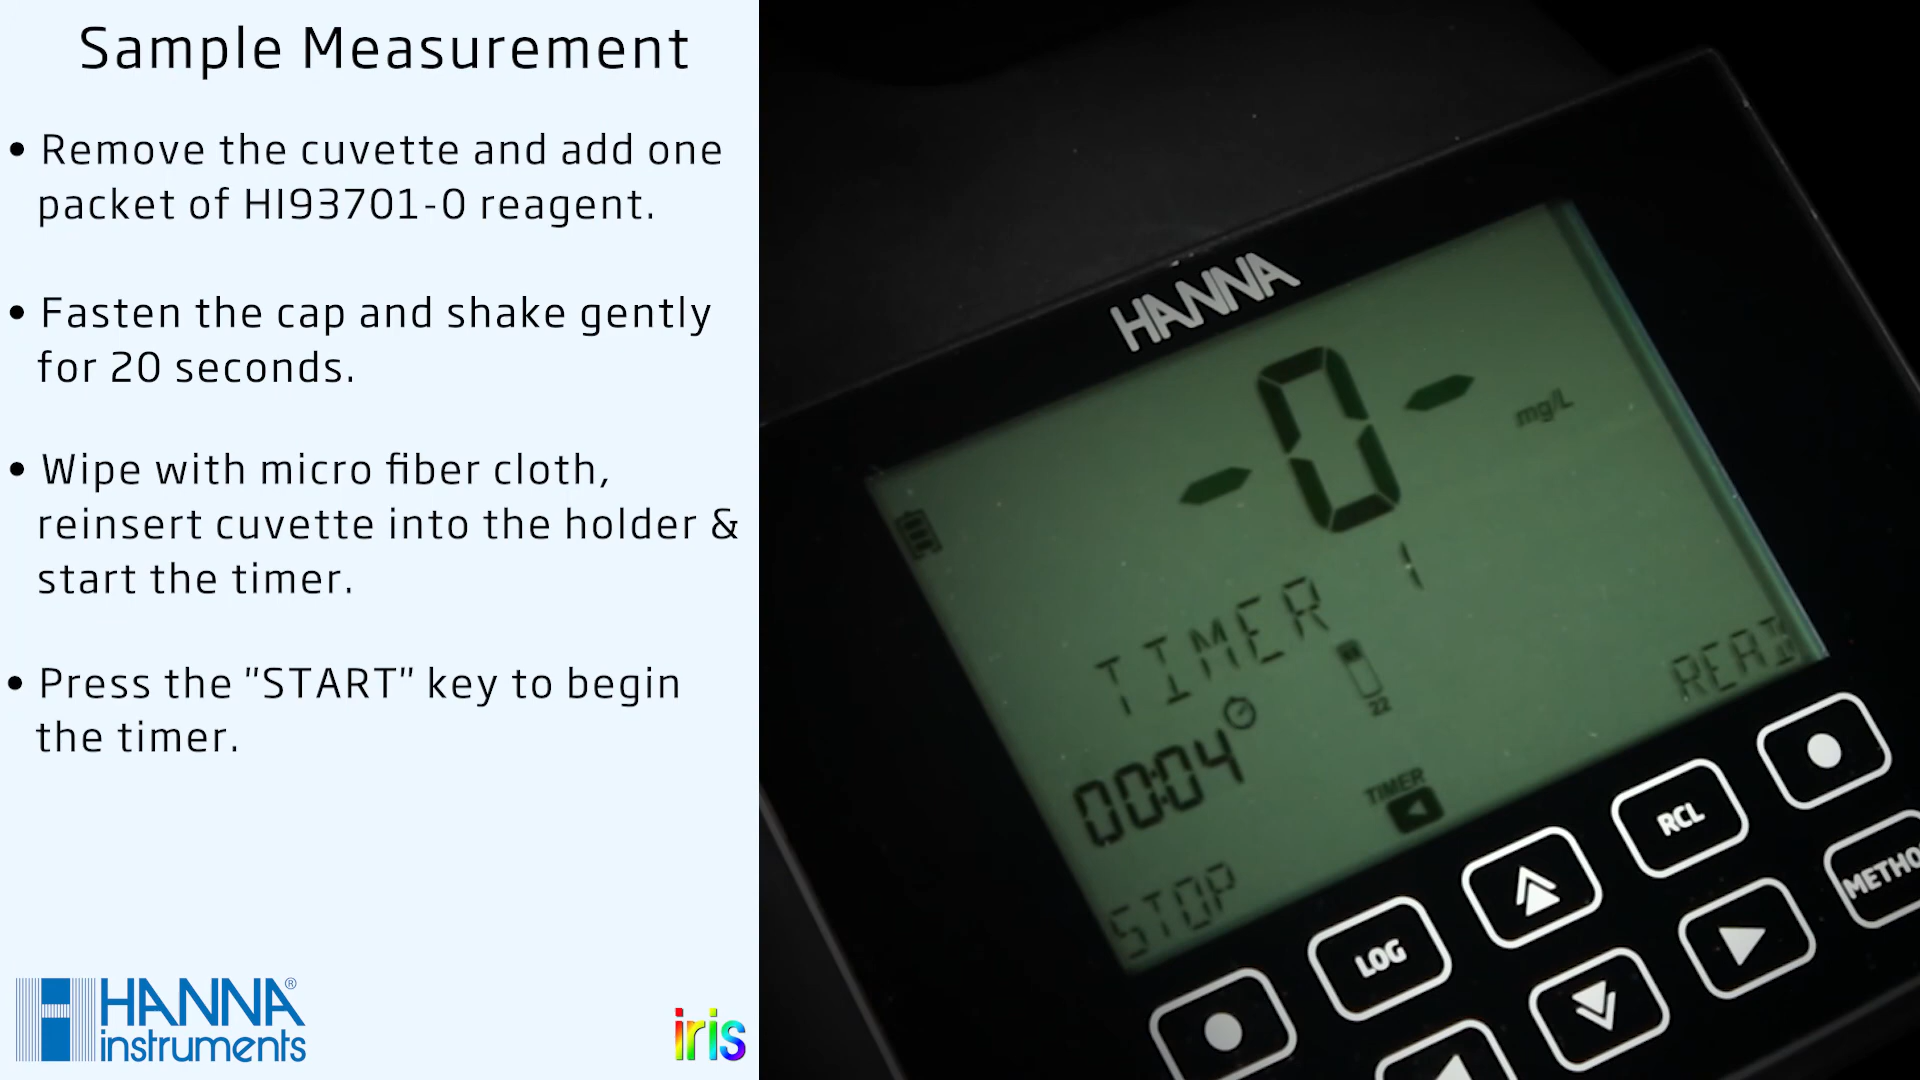 Sample Measurement
• Remove the cuvette and add one
packet of HI93701-0 reagent.
• Fasten the cap and shake gently
for 20 seconds.
• Wipe with micro fiber cloth,
reinsert cuvette into the holder &
start the timer.
• Press the "START" key to begin
the timer.
HANNA®
instruments
iris
HANNA
-0-
mg/L
TIMER 1
22
00:04
TIMER
READ
STOP
RCL
LOG
METHO